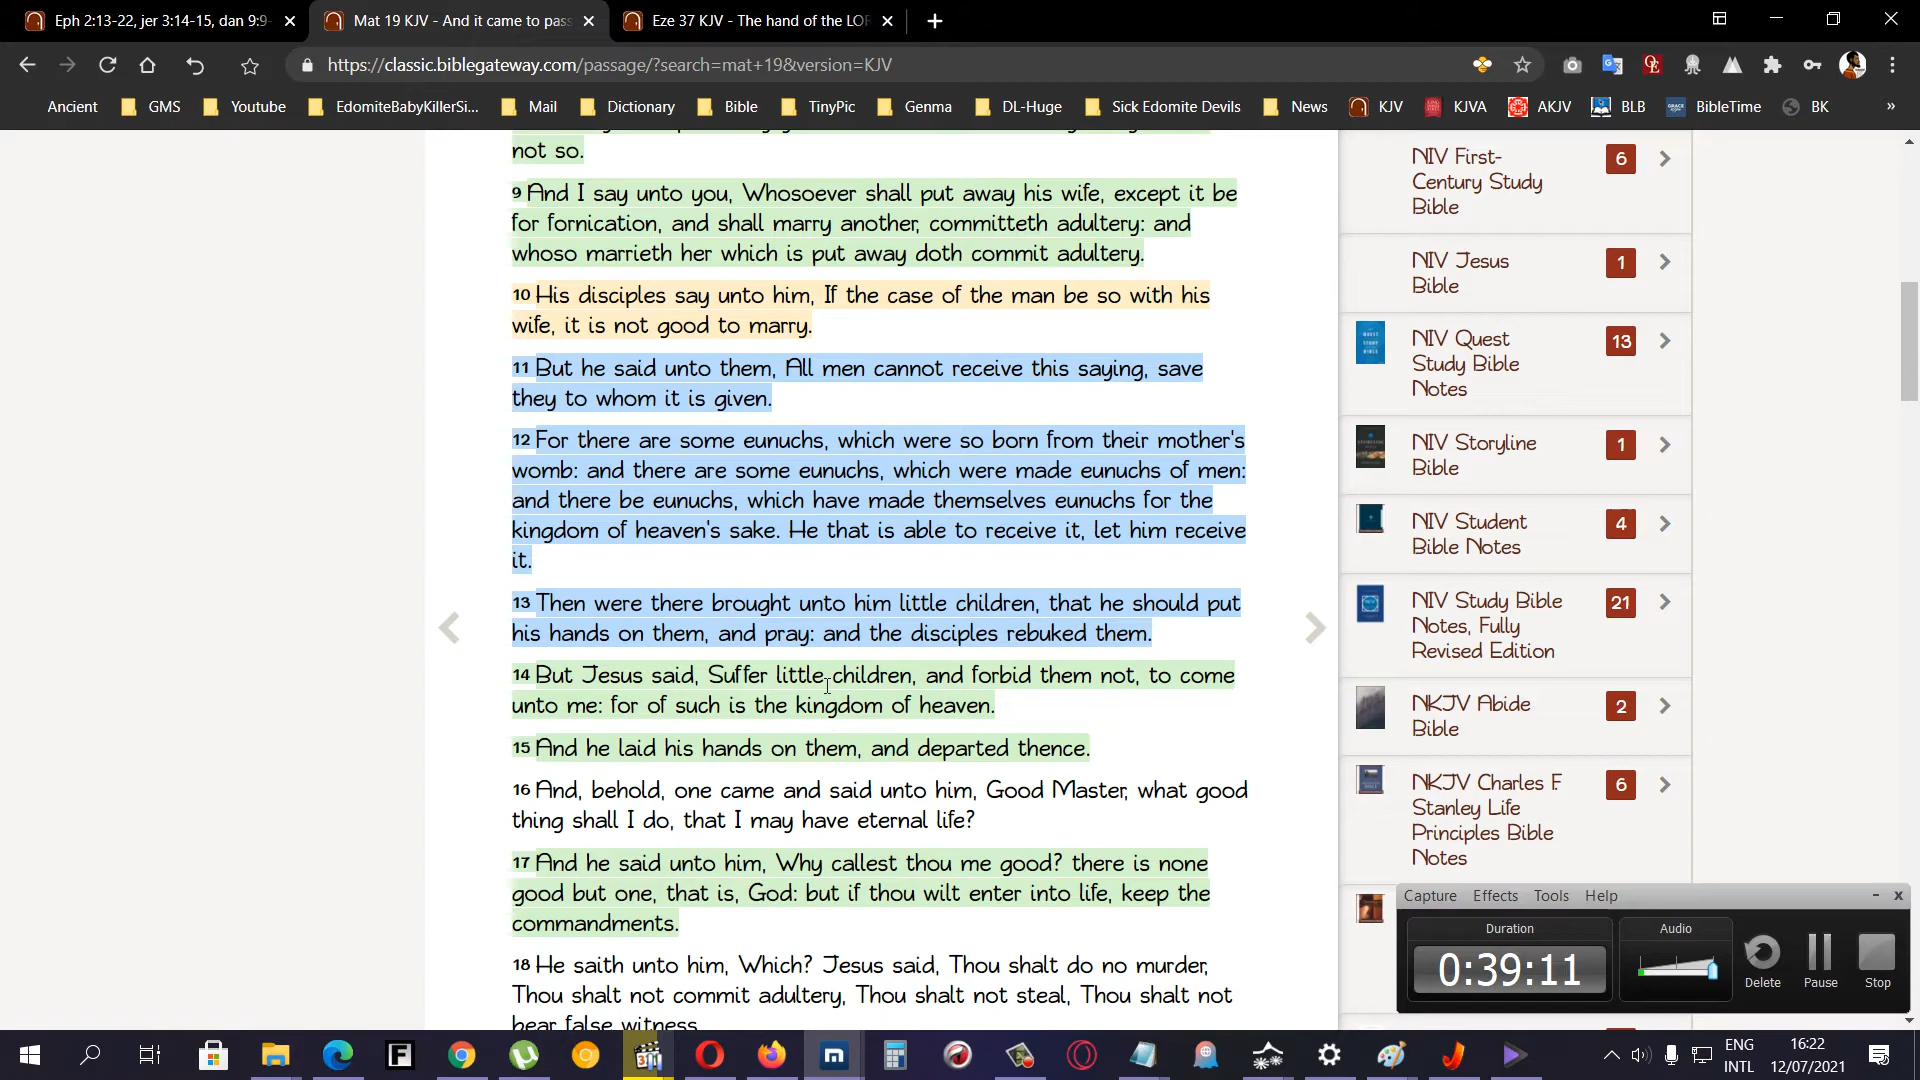 Eph 2:13-22, jer 3:14-15, dan 9:9-
Mat 19 KJV - And it came to pass
Eze 37 KJV - The hand of the LOR
https://classic.biblegateway.com/passage/?search=mat+19&version=KJV
Ancient
GMS
Youtube
EdomiteBabyKillerSi...
Mail
Dictionary
Bible
TinyPic
Genma
DL-Huge
Sick Edomite Devils
News
KJV
KJVA
AKJV
BLB
BibleTime
BK
»
not so.
9 And I say unto you, Whosoever shall put away his wife, except it be
for fornication, and shall marry another, committeth adultery: and
whoso marrieth her which is put away doth commit adultery.
10 His disciples say unto him, If the case of the man be so with his
wife, it is not good to marry.
11 But he said unto them, All men cannot receive this saying, save
they to whom it is given.
12 For there are some eunuchs, which were so born from their mother's
womb: and there are some eunuchs, which were made eunuchs of men:
and there be eunuchs, which have made themselves eunuchs for the
kingdom of heaven's sake. He that is able to receive it, let him receive
it.
13 Then were there brought unto him little children, that he should put
his hands on them, and pray: and the disciples rebuked them.
14 But Jesus said, Suffer little children, and forbid them not, to come
unto me: for of such is the kingdom of heaven.
15 And he laid his hands on them, and departed thence.
16 And, behold, one came and said unto him, Good Master, what good
thing shall I do, that I may have eternal life?
17 And he said unto him, Why callest thou me good? there is none
good but one, that is, God: but if thou wilt enter into life, keep the
commandments.
18 He saith unto him, Which? Jesus said, Thou shalt do no murder,
Thou shalt not commit adultery, Thou shalt not steal, Thou shalt not
bear false witness
NIV First-
Century Study
Bible
6
NIV Jesus
Bible
1
NIV Quest
Study Bible
Notes
13
NIV Storyline
Bible
1
NIV Student
Bible Notes
4
NIV Study Bible
Notes, Fully
Revised Edition
21
NKJV Abide
Bible
2
NKJV Charles F.
Stanley Life
Principles Bible
Notes
6
Capture Effects Tools Help
Duration
0:39:11
Audio
Delete
Pause
Stop
ENG
INTL
16:22
12/07/2021